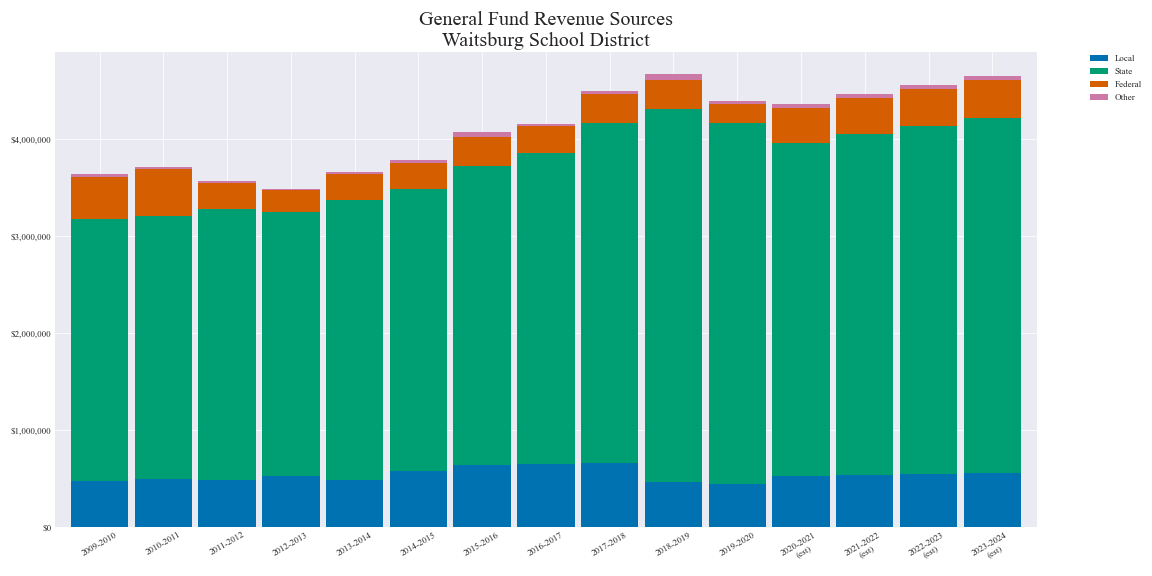 General Fund Revenue Sources
Waitsburg School District
Local
State
Federal
Other
$4,000,000
$3,000,000
$2,000,000
$1,000,000
$0
2009-2010
2010-2011
2011-2012
2012-2013
2013-2014
2014-2015
2015-2016
2016-2017
2017-2018
2018-2019
2019-2020
2020-2021
(est)
2021-2022
(est)
2022-2023
(est)
2023-2024
(est)